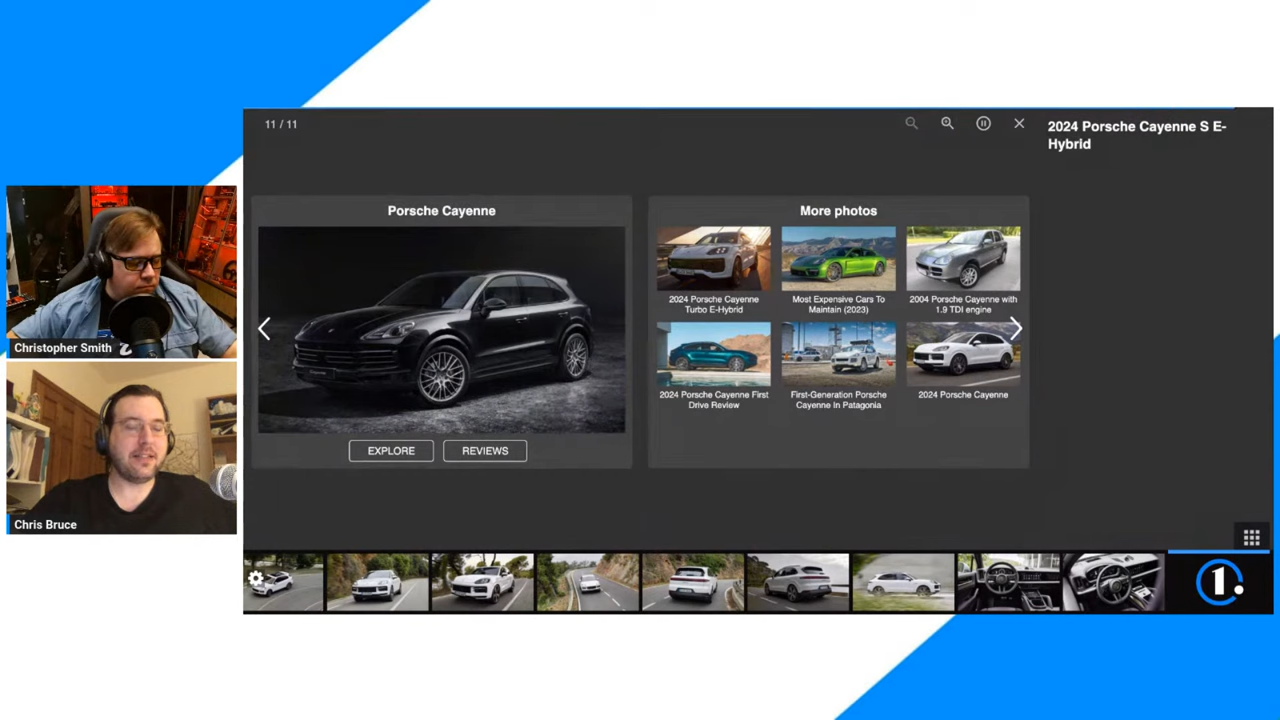 11 / 11
2024 Porsche Cayenne S E-
Hybrid
Porsche Cayenne
EXPLORE
REVIEWS
More photos
2024 Porsche Cayenne
Turbo E-Hybrid
Most Expensive Cars To
Maintain (2023)
2004 Porsche Cayenne with
1.9 TDI engine
2024 Porsche Cayenne First
Drive Review
First-Generation Porsche
Cayenne In Patagonia
2024 Porsche Cayenne
Christopher Smith
Chris Bruce
1.